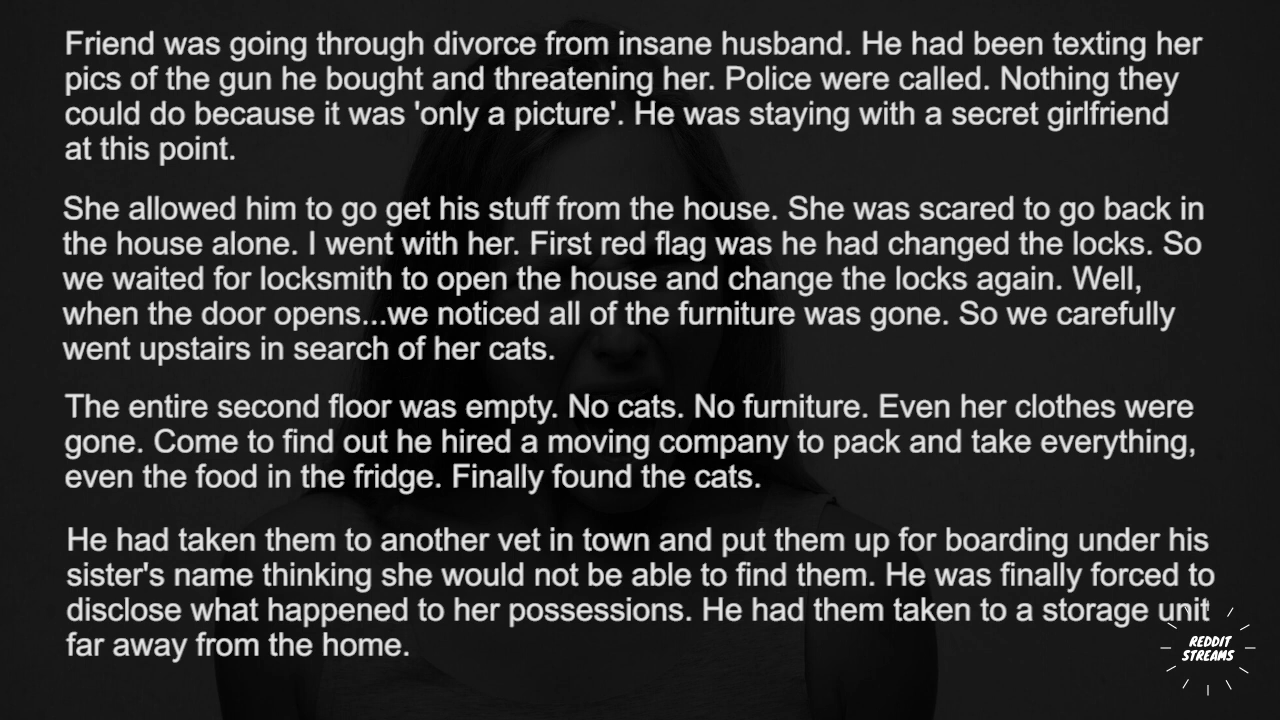 Friend was going through divorce from insane husband. He had been texting her
pics of the gun he bought and threatening her. Police were called. Nothing they
could do because it was 'only a picture'. He was staying with a secret girlfriend
at this point.
She allowed him to go get his stuff from the house. She was scared to go back in
the house alone. I went with her. First red flag was he had changed the locks. So
we waited for locksmith to open the house and change the locks again. Well,
when the door opens...we noticed all of the furniture was gone. So we carefully
went upstairs in search of her cats.
The entire second floor was empty. No cats. No furniture. Even her clothes were
gone. Come to find out he hired a moving company to pack and take everything,
even the food in the fridge. Finally found the cats.
He had taken them to another vet in town and put them up for boarding under his
sister's name thinking she would not be able to find them. He was finally forced to
disclose what happened to her possessions. He had them taken to a storage unit
far away from the home.
REDDIT
STREAMS